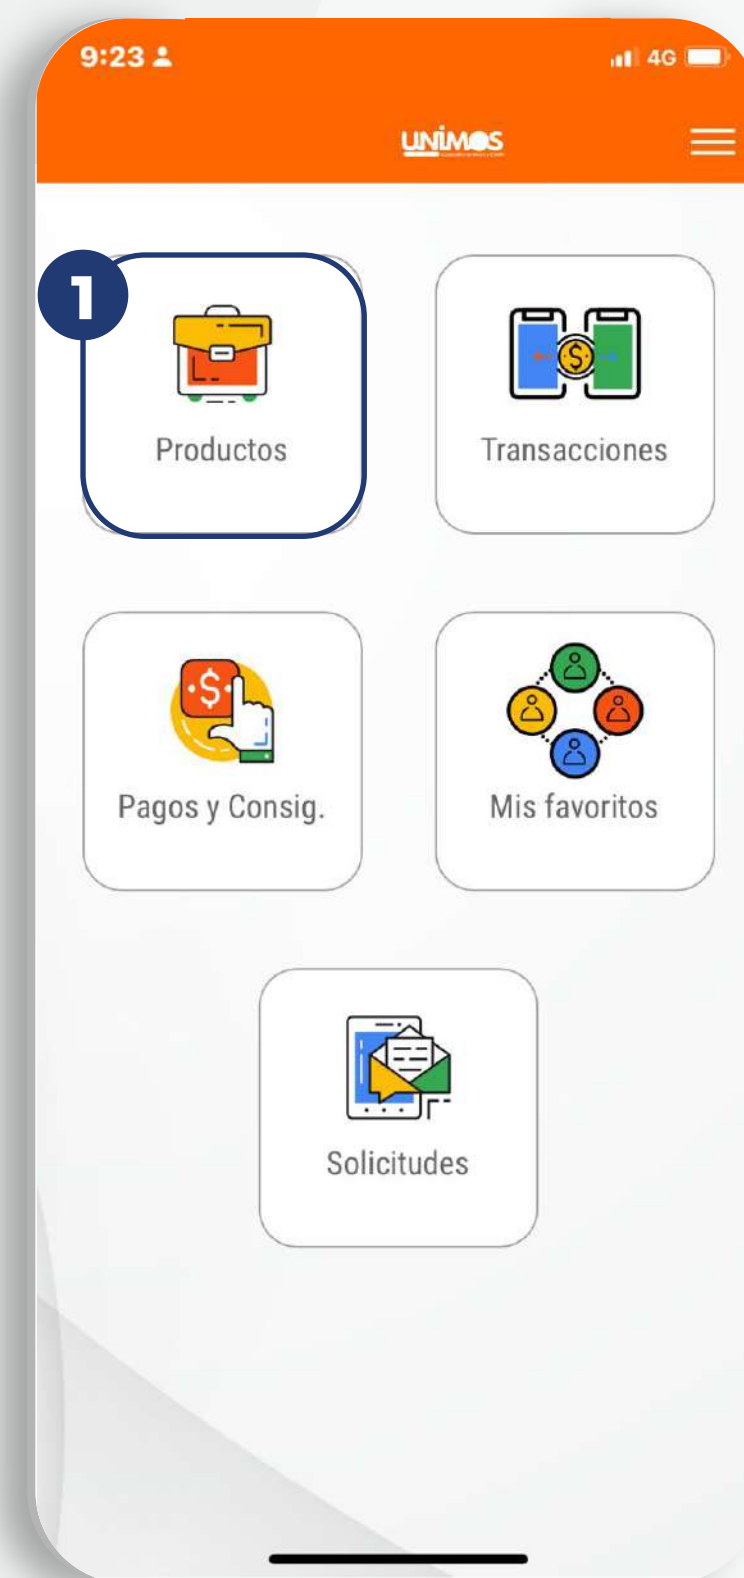 9:23
4G
UNiMOS
1
Productos
Transacciones
Pagos y Consig.
Mis favoritos
Solicitudes